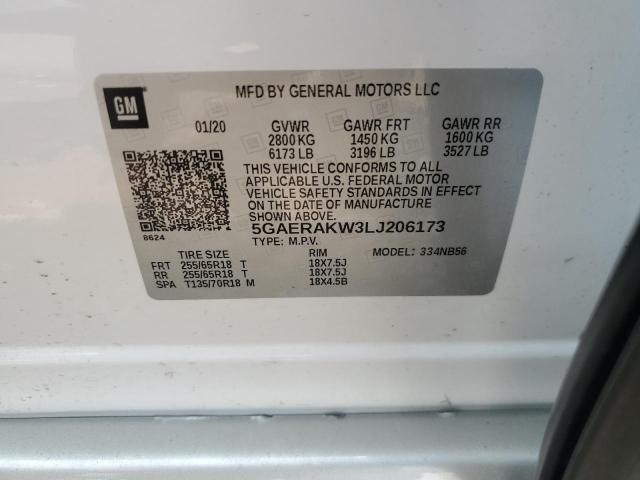 GM
MFD BY GENERAL MOTORS LLC
01/20 GVWR GAWR FRT GAWR RR
2800 KG 1450 KG 1600 KG
6173 LB 3196 LB 3527 LB
THIS VEHICLE CONFORMS TO ALL
APPLICABLE U.S. FEDERAL MOTOR
VEHICLE SAFETY STANDARDS IN EFFECT
ON THE DATE OF MANUFACTURE
SHOWN ABOVE.
8624
5GAERAKW3LJ206173
TYPE: M.P.V. MODEL: 334NB56
TIRE SIZE RIM
FRT 255/65R18 T 18X7.5J
RR 255/65R18 T 18X7.5J
SPA T135/70R18 M 18X4.5B